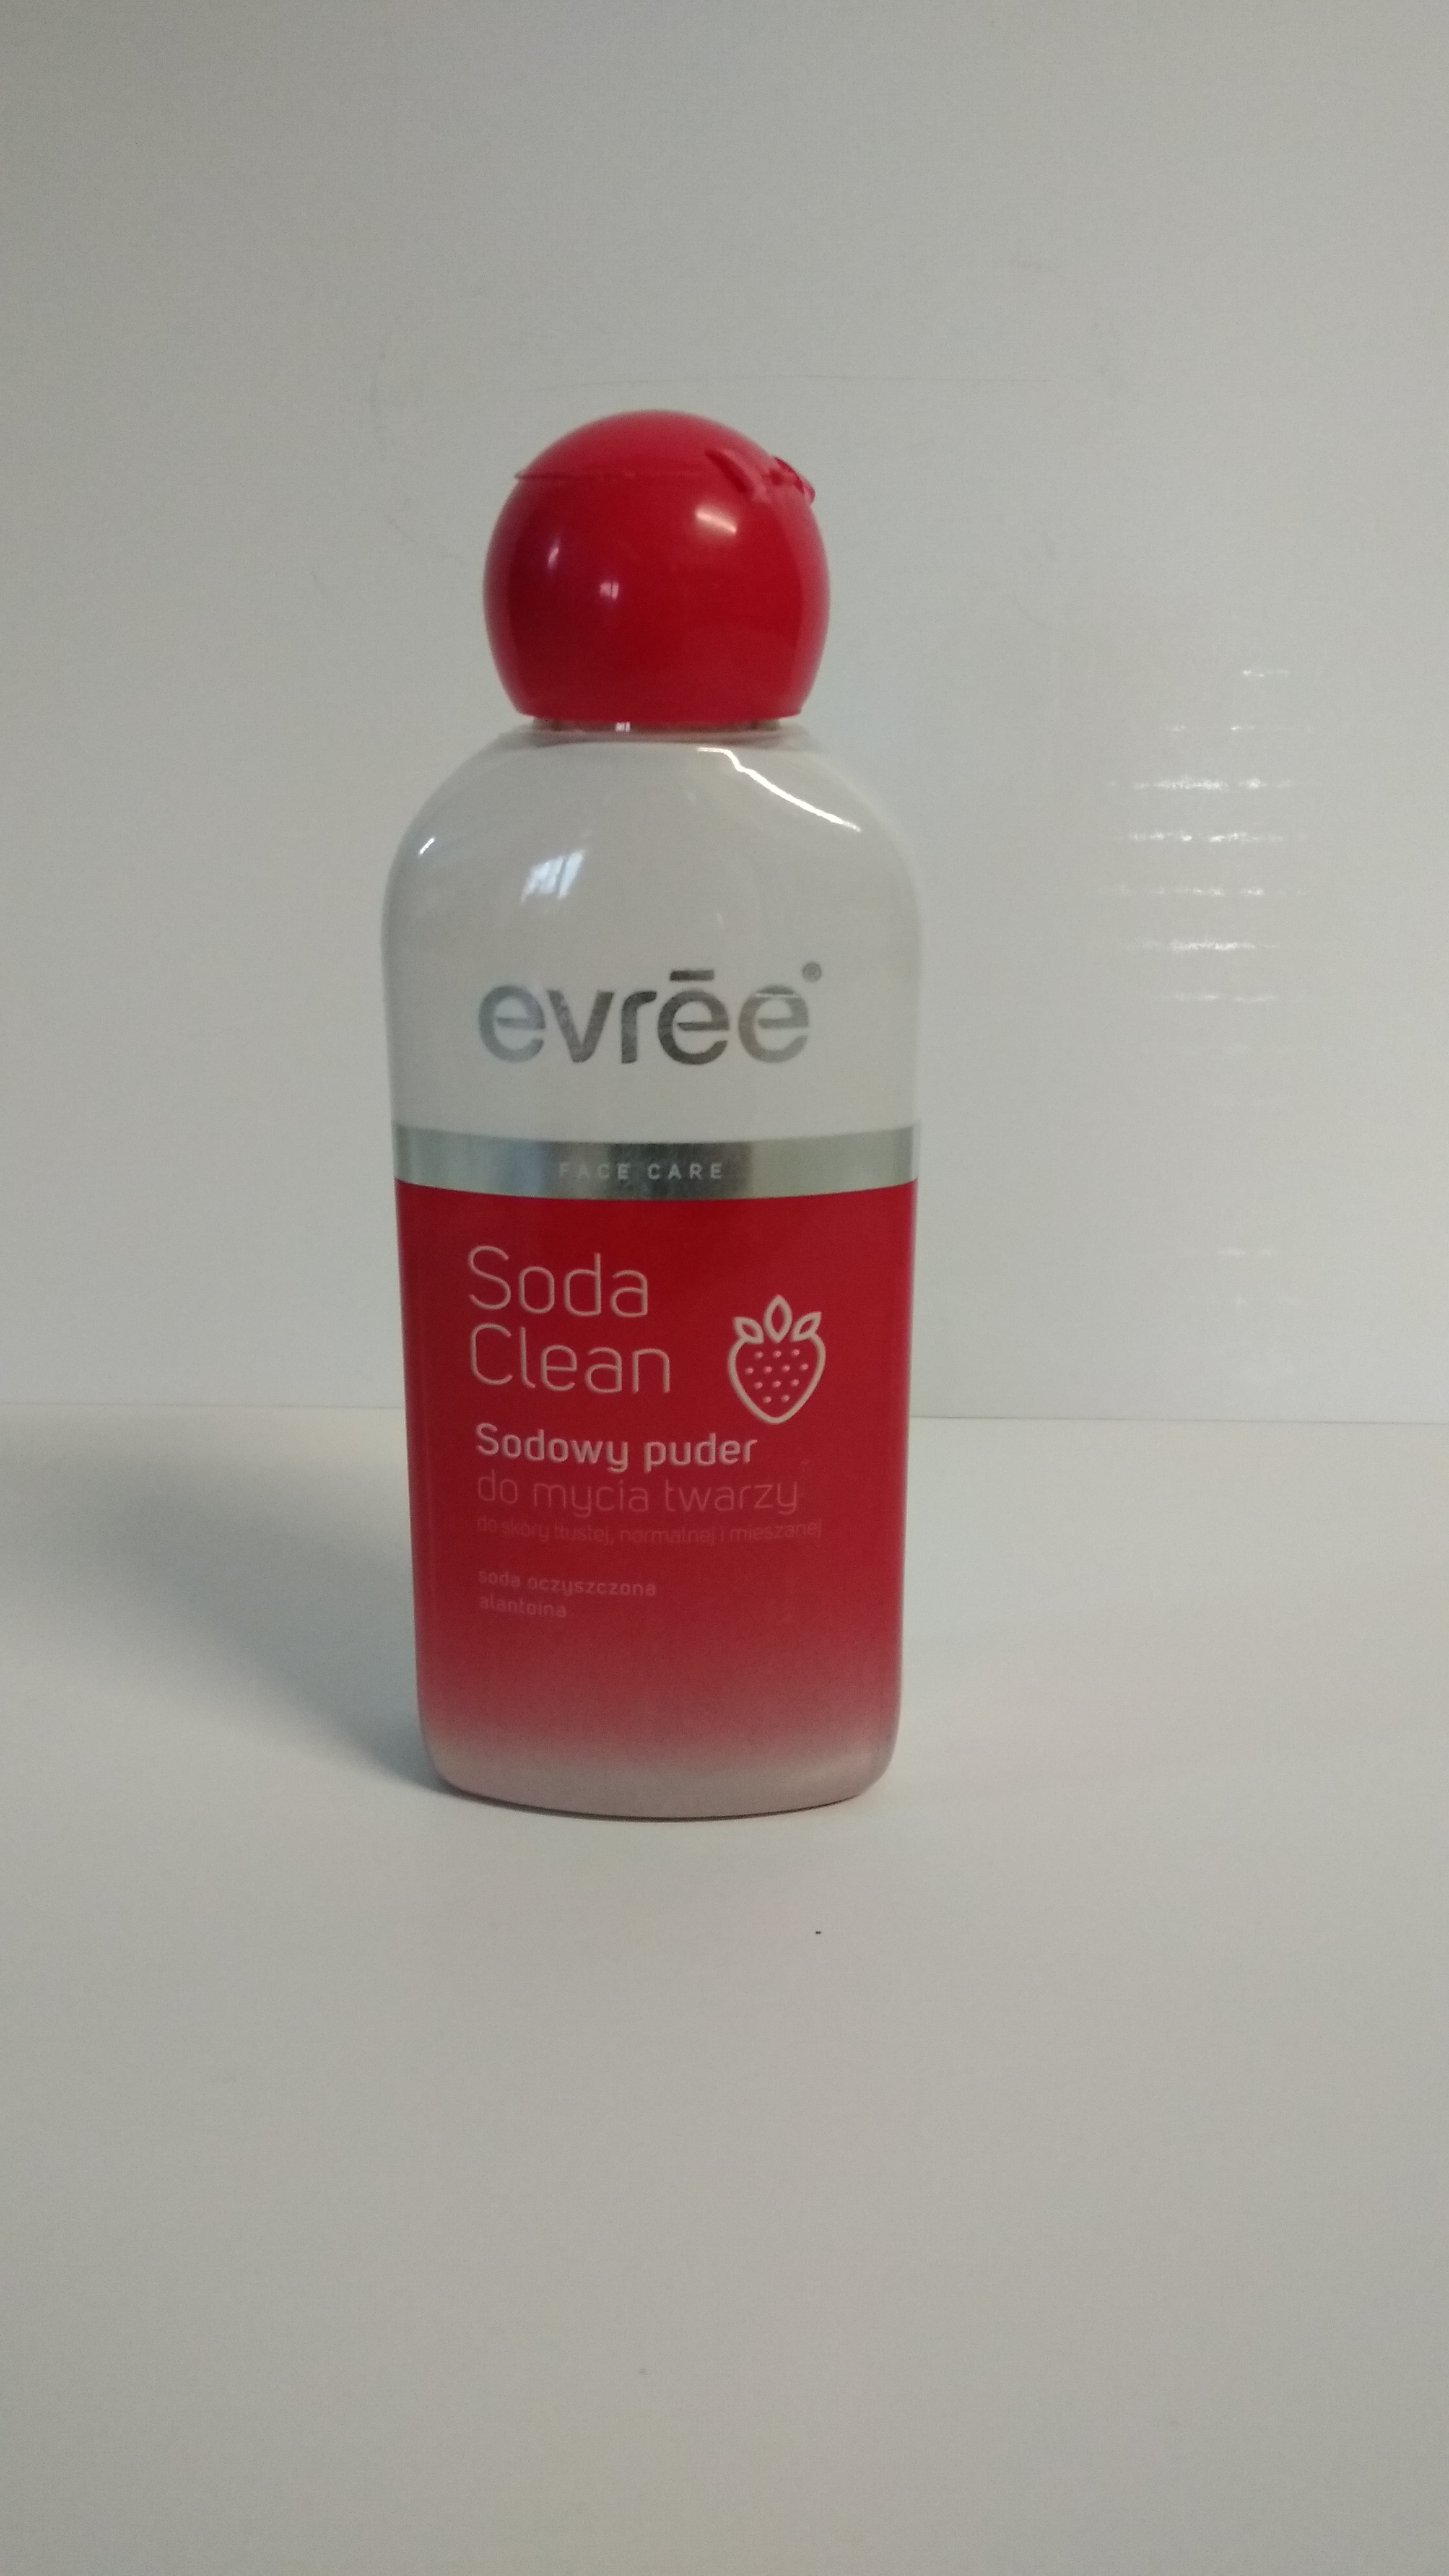 evrēe®
FACE CARE
Soda
Clean
Sodowy puder
do mycia twarzy
do skóry tłustej, normalnej i mieszanej
soda oczyszczona
alantoina